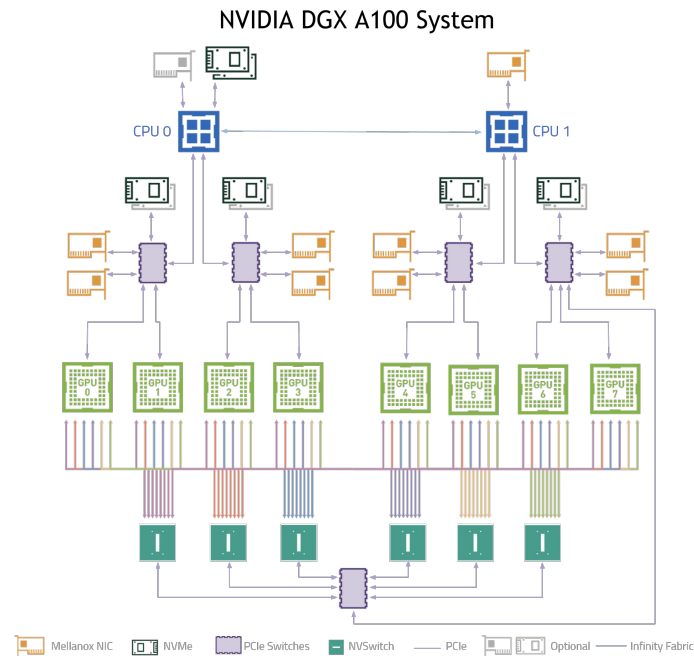 NVIDIA DGX A100 System
CPU 0
CPU 1
GPU
0
GPU
1
GPU
2
GPU
3
GPU
4
GPU
5
GPU
6
GPU
7
Mellanox NIC
NVMe
PCIe Switches
NVSwitch
PCIe
Optional
Infinity Fabric